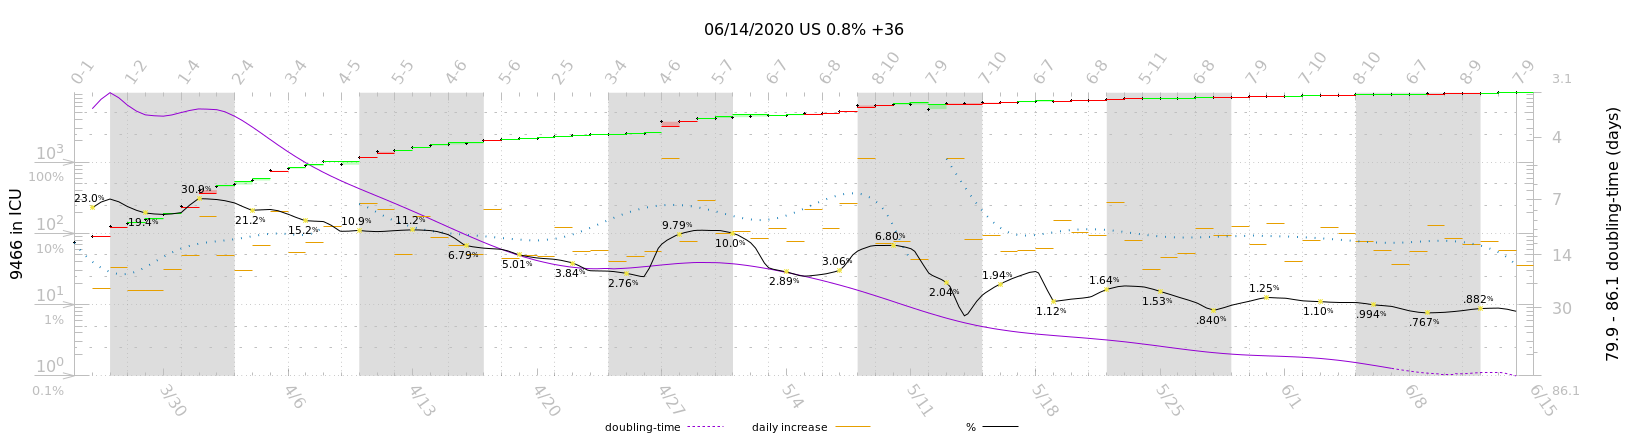 06/14/2020 US 0.8% +36
0-1 1-2 1-4 2-4 3-4 4-5 5-5 4-6 5-6 2-5 3-4 4-6 5-7 6-7 6-8 8-10 7-9 7-10 6-7 6-8 5-11 6-8 7-9 7-10 8-10 6-7 8-9 7-9
3.1
4
10³
100%
30.9%
23.0% 19.4% 21.2% 15.2% 10.9% 11.2% 6.79% 5.01% 3.84% 2.76% 9.79% 10.0% 2.89% 3.06% 6.80% 2.04% 1.94% 1.12% 1.64% 1.53% .840% 1.25% 1.10% .994% .767% .882%
7
10²
10%
14
10¹
1%
30
10⁰
0.1%
86.1
9466 in ICU
79.9 - 86.1 doubling-time (days)
3/30 4/6 4/13 4/20 4/27 5/4 5/11 5/18 5/25 6/1 6/8 6/15
doubling-time daily increase %